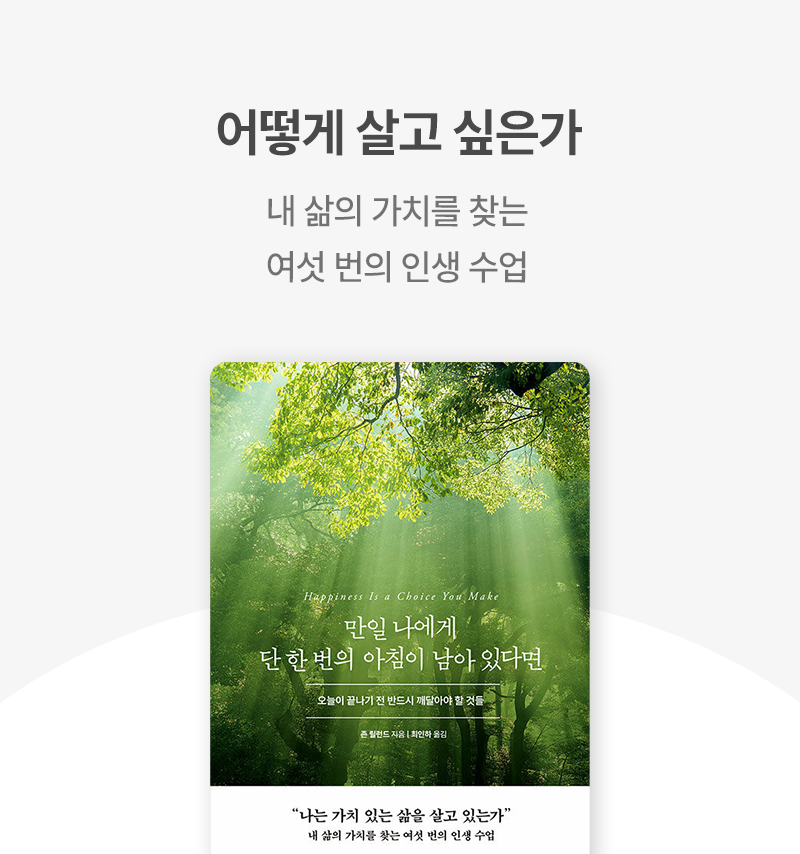 어떻게 살고 싶은가
내 삶의 가치를 찾는
여섯 번의 인생 수업
Happiness Is a Choice You Make
만일 나에게
단 한 번의 아침이 남아 있다면
오늘이 끝나기 전 반드시 깨달아야 할 것들
존 릴런드 지음 | 최인하 옮김
“나는 가치 있는 삶을 살고 있는가”
내 삶의 가치를 찾는 여섯 번의 인생 수업